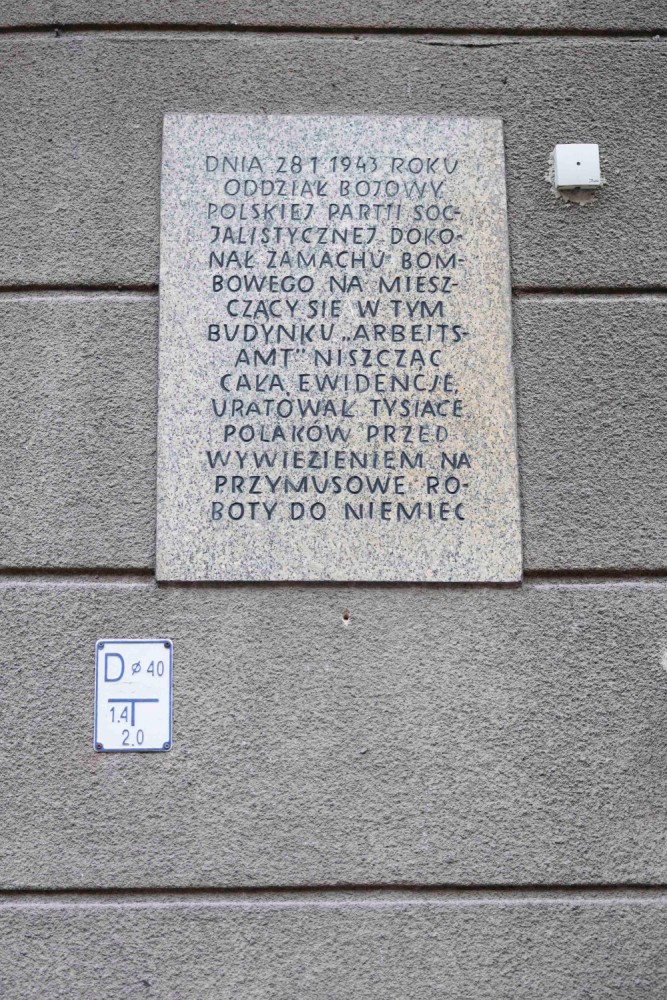 DNIA 28 1 1943 ROKU
ODDZIAŁ BOJOWY
POLSKIEJ PARTII SOC-
JALISTYCZNEJ DOKO-
NAŁ ZAMACHU BOM-
BOWEGO NA MIESZ-
CZĄCY SIĘ W TYM
BUDYNKU „ARBEITS-
AMT" NISZCZĄC
CAŁĄ EWIDENCJĘ,
URATOWAŁ TYSIĄCE
POLAKÓW PRZED
WYWIEZIENIEM NA
PRZYMUSOWE RO-
BOTY DO NIEMIEC
D ⌀ 40
1.4
2.0